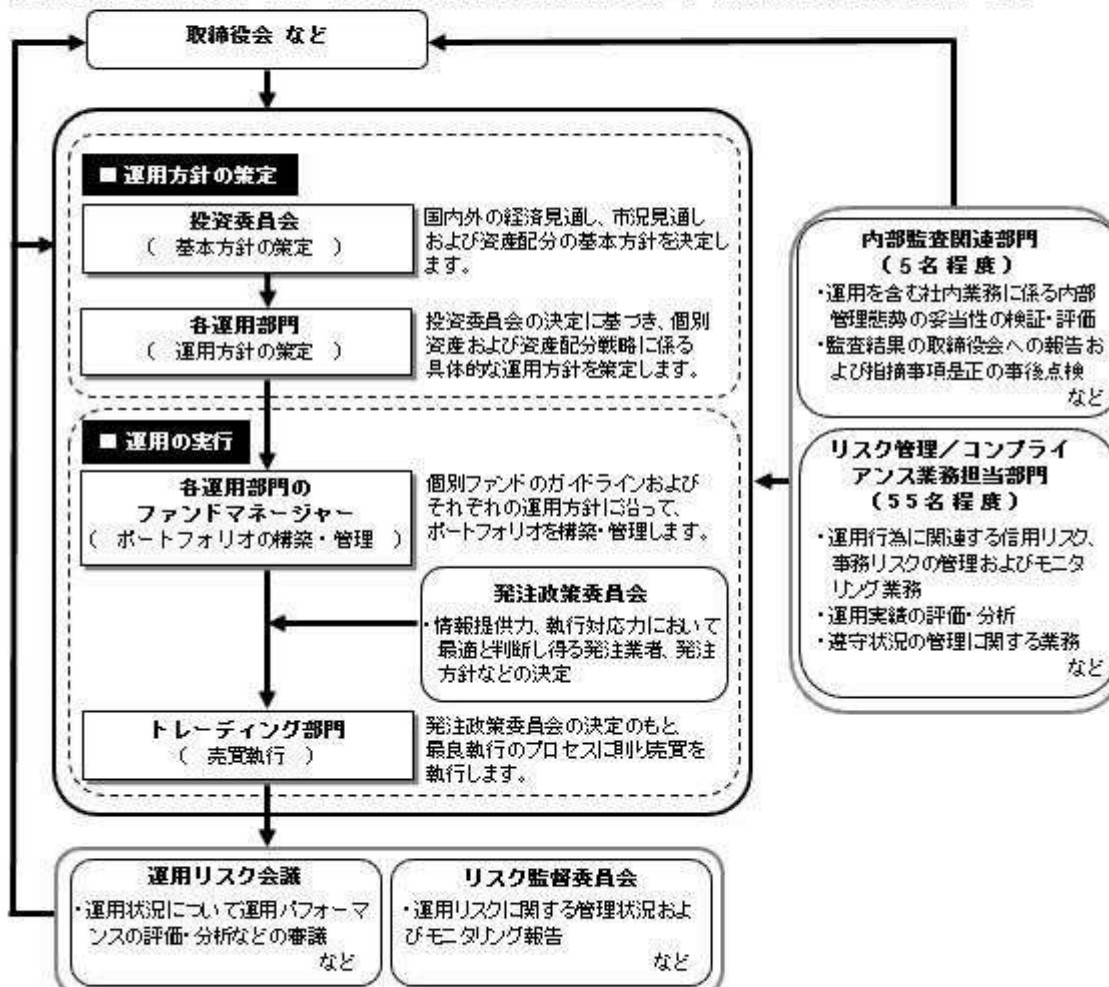 取締役会 など
■ 運用方針の策定
投資委員会
( 基本方針の策定 )
国内外の経済見通し、市況見通し
および資産配分の基本方針を決定し
ます。
各運用部門
( 運用方針の策定 )
投資委員会の決定に基づき、個別
資産および資産配分戦略に係る
具体的な運用方針を策定します。
■ 運用の実行
各運用部門の
ファンドマネージャー
( ポートフォリオの構築・管理 )
個別ファンドのガイドラインおよび
それぞれの運用方針に沿って、
ポートフォリオを構築・管理します。
発注政策委員会
・情報提供力、執行対応力において
最適と判断し得る発注業者、発注
方針などの決定
トレーディング部門
( 売買執行 )
発注政策委員会の決定のもと、
最良執行のプロセスに則り売買を
執行します。
内部監査関連部門
(5名程度)
・運用を含む社内業務に係る内部
管理態勢の妥当性の検証・評価
・監査結果の取締役会への報告お
よび指摘事項是正の事後点検
など
リスク管理/コンプライ
アンス業務担当部門
(55名程度)
・運用行為に関連する信用リスク、
事務リスクの管理およびモニタ
リング業務
・運用実績の評価・分析
・遵守状況の管理に関する業務
など
運用リスク会議
・運用状況について運用パフォーマ
ンスの評価・分析などの審議
など
リスク監督委員会
・運用リスクに関する管理状況およ
びモニタリング報告
など